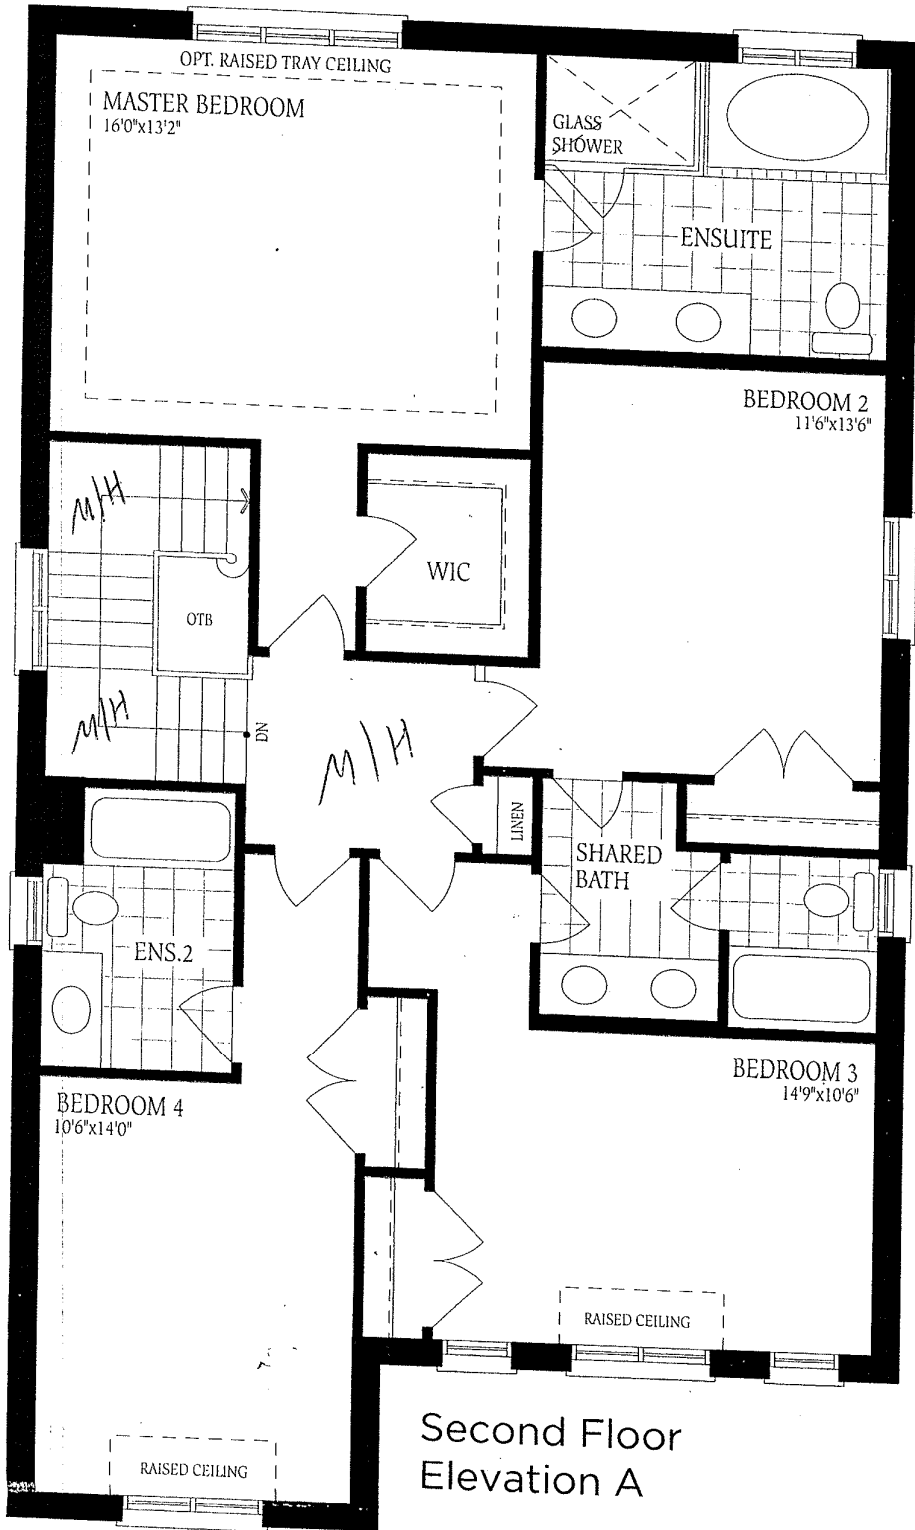 OPT. RAISED TRAY CEILING
MASTER BEDROOM
16'0"x13'2"
GLASS
SHOWER
ENSUITE
BEDROOM 2
11'6"x13'6"
M/H
WIC
OTB
M/H
DN
M/H
LINEN
SHARED
BATH
ENS.2
BEDROOM 3
14'9"x10'6"
BEDROOM 4
10'6"x14'0"
RAISED CEILING
RAISED CEILING
Second Floor
Elevation A